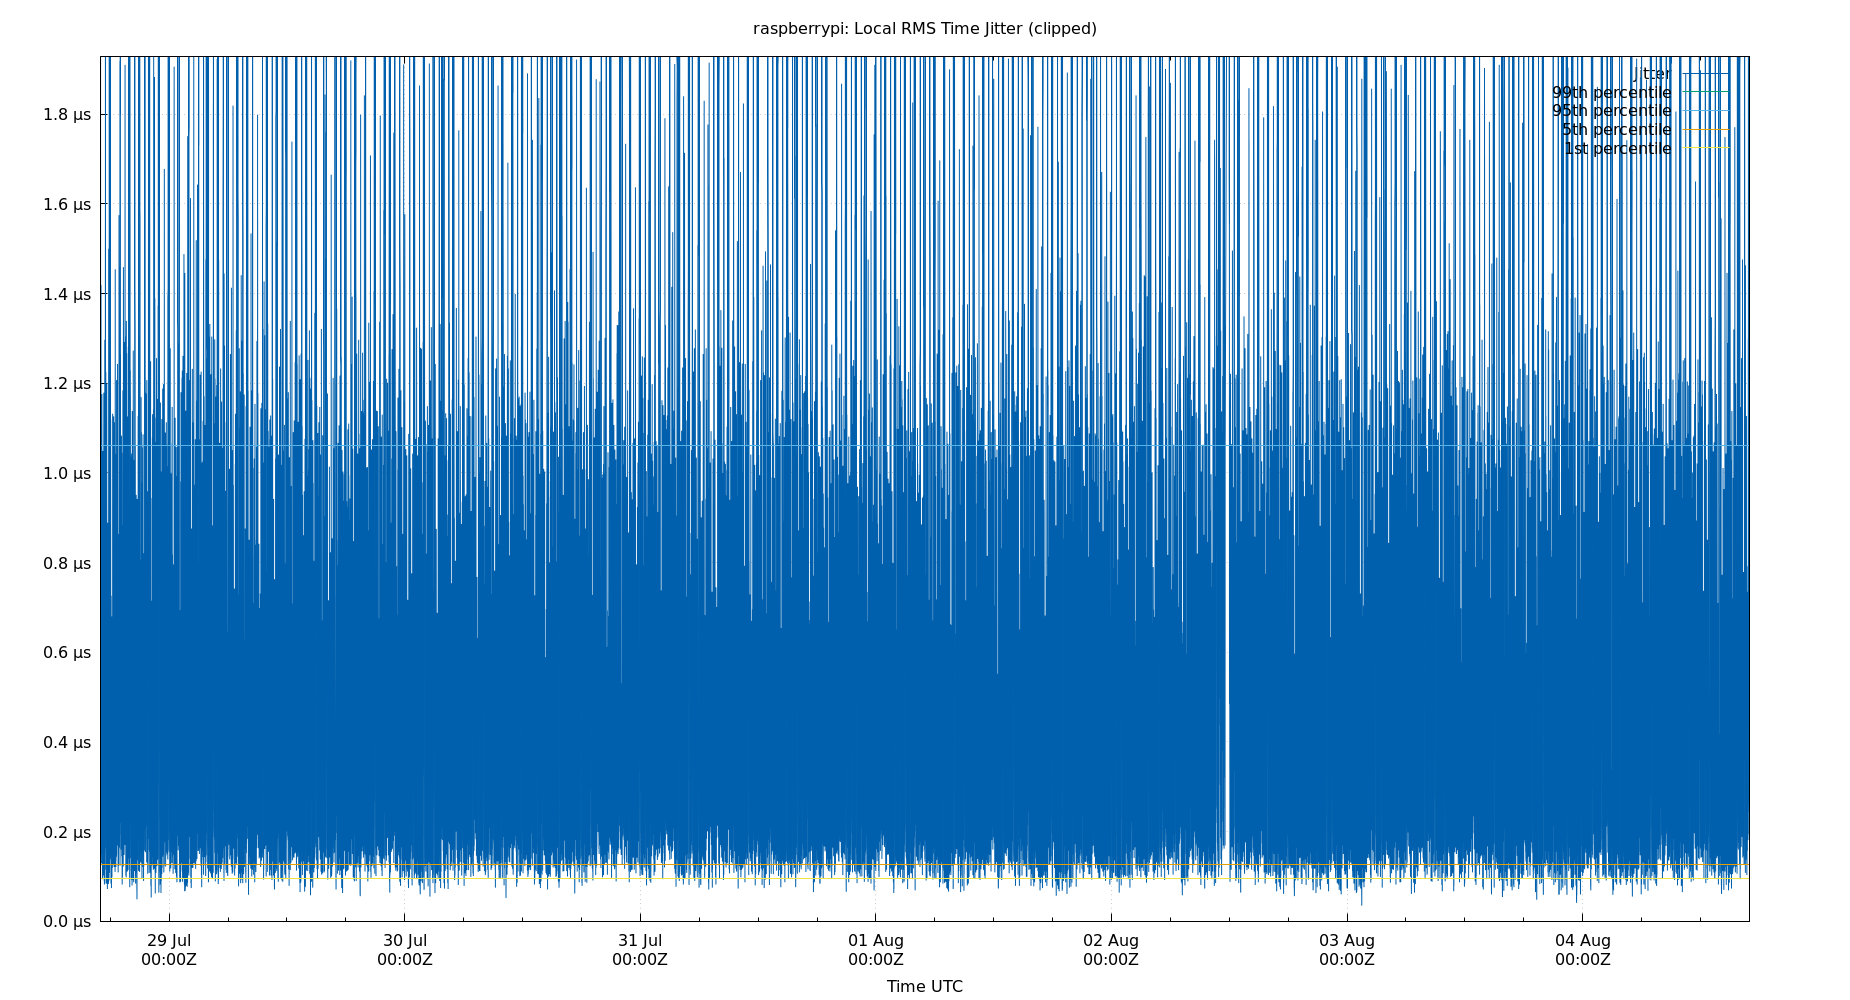 raspberrypi: Local RMS Time Jitter (clipped)
jitter
99th percentile
95th percentile
5th percentile
1st percentile
1.8 µs
1.6 µs
1.4 µs
1.2 µs
1.0 µs
0.8 µs
0.6 µs
0.4 µs
0.2 µs
0.0 µs
29 Jul 30 Jul 31 Jul 01 Aug 02 Aug 03 Aug 04 Aug
00:00Z 00:00Z 00:00Z 00:00Z 00:00Z 00:00Z 00:00Z
Time UTC